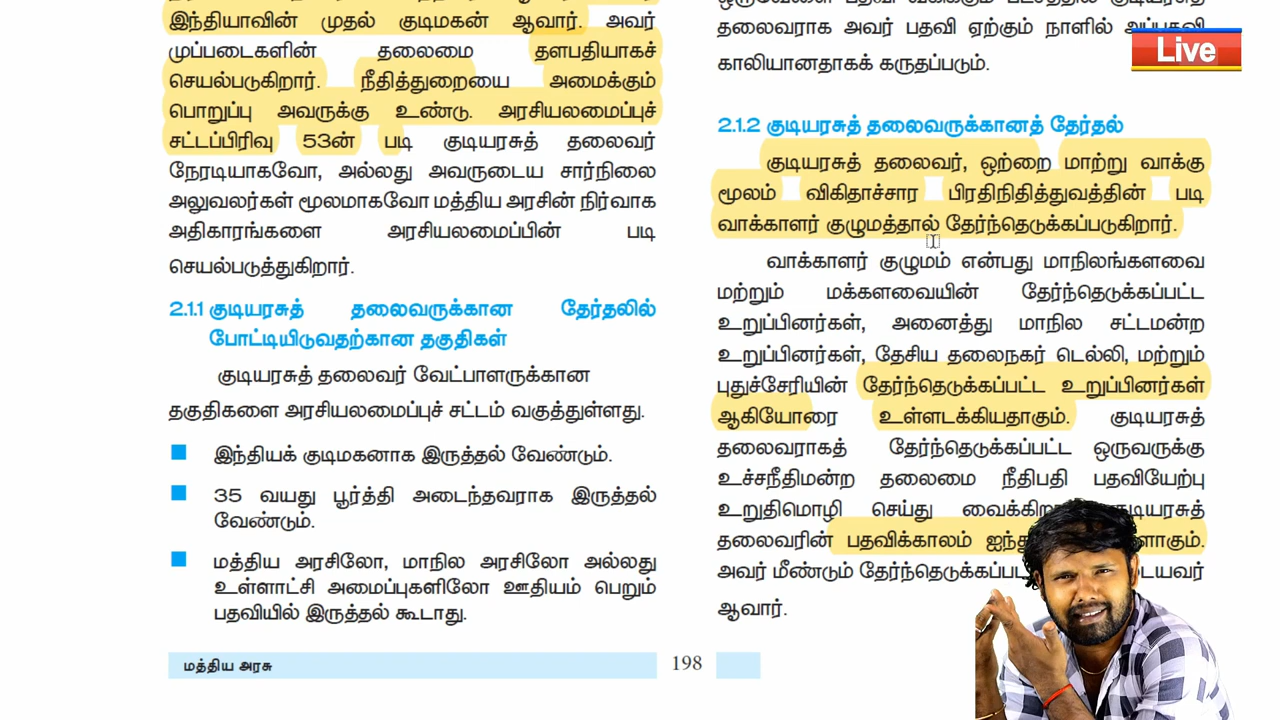 இந்தியாவின் முதல் குடிமகன் ஆவார். அவர்
முப்படைகளின் தலைமை தளபதியாகச்
செயல்படுகிறார். நீதித்துறையை அமைக்கும்
பொறுப்பு அவருக்கு உண்டு. அரசியலமைப்புச்
சட்டப்பிரிவு 53ன் படி குடியரசுத் தலைவர்
நேரடியாகவோ, அல்லது அவருடைய சார்நிலை
அலுவலர்கள் மூலமாகவோ மத்திய அரசின் நிர்வாக
அதிகாரங்களை அரசியலமைப்பின் படி
செயல்படுத்துகிறார்.
2.1.1 குடியரசுத் தலைவருக்கான தேர்தலில்
போட்டியிடுவதற்கான தகுதிகள்
குடியரசுத் தலைவர் வேட்பாளருக்கான
தகுதிகளை அரசியலமைப்புச் சட்டம் வகுத்துள்ளது.
இந்தியக் குடிமகனாக இருத்தல் வேண்டும்.
35 வயது பூர்த்தி அடைந்தவராக இருத்தல்
வேண்டும்.
மத்திய அரசிலோ, மாநில அரசிலோ அல்லது
உள்ளாட்சி அமைப்புகளிலோ ஊதியம் பெறும்
பதவியில் இருத்தல் கூடாது.
மத்திய அரசு
198
தலைவராக அவர் பதவி ஏற்கும் நாளில் அப்பதவி
காலியானதாகக் கருதப்படும்.
Live
2.1.2 குடியரசுத் தலைவருக்கானத் தேர்தல்
குடியரசுத் தலைவர், ஒற்றை மாற்று வாக்கு
மூலம் விகிதாச்சார பிரதிநிதித்துவத்தின் படி
வாக்காளர் குழுமத்தால் தேர்ந்தெடுக்கப்படுகிறார்.
வாக்காளர் குழுமம் என்பது மாநிலங்களவை
மற்றும் மக்களவையின் தேர்ந்தெடுக்கப்பட்ட
உறுப்பினர்கள், அனைத்து மாநில சட்டமன்ற
உறுப்பினர்கள், தேசிய தலைநகர் டெல்லி, மற்றும்
புதுச்சேரியின் தேர்ந்தெடுக்கப்பட்ட உறுப்பினர்கள்
ஆகியோரை உள்ளடக்கியதாகும். குடியரசுத்
தலைவராகத் தேர்ந்தெடுக்கப்பட்ட ஒருவருக்கு
உச்சநீதிமன்ற தலைமை நீதிபதி பதவியேற்பு
உறுதிமொழி செய்து
தலைவரின் பதவிக்காலம்
அவர் மீண்டும்
ஆவார்.